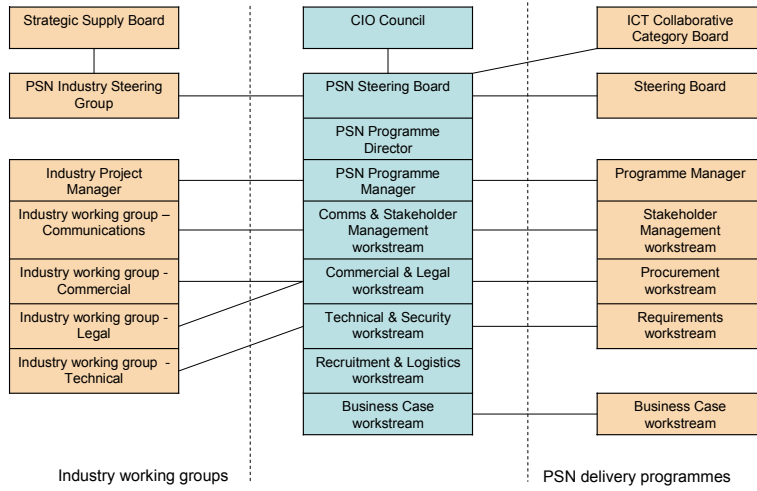 Strategic Supply Board
CIO Council
ICT Collaborative
Category Board
PSN Industry Steering
Group
PSN Steering Board
Steering Board
PSN Programme
Director
Industry Project
Manager
PSN Programme
Manager
Programme Manager
Industry working group –
Communications
Comms & Stakeholder
Management
workstream
Stakeholder
Management
workstream
Industry working group -
Commercial
Commercial & Legal
workstream
Procurement
workstream
Industry working group -
Legal
Technical & Security
workstream
Requirements
workstream
Industry working group -
Technical
Recruitment & Logistics
workstream
Business Case
workstream
Business Case
workstream
Industry working groups
PSN delivery programmes